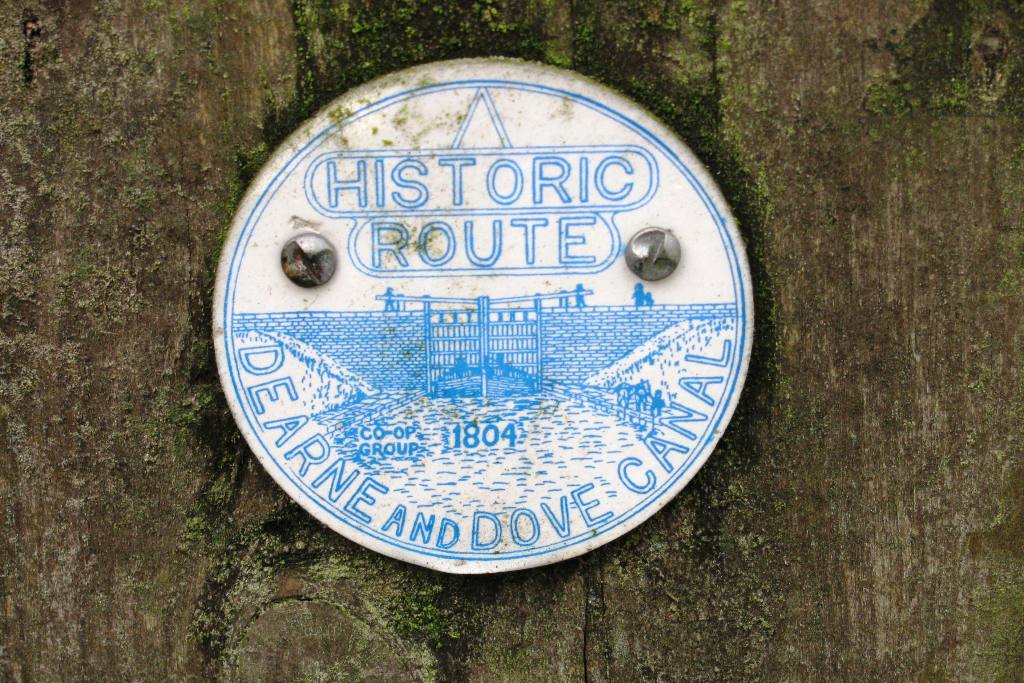 HISTORIC
ROUTE
CO-OP
GROUP
1804
DEARNE AND DOVE CANAL